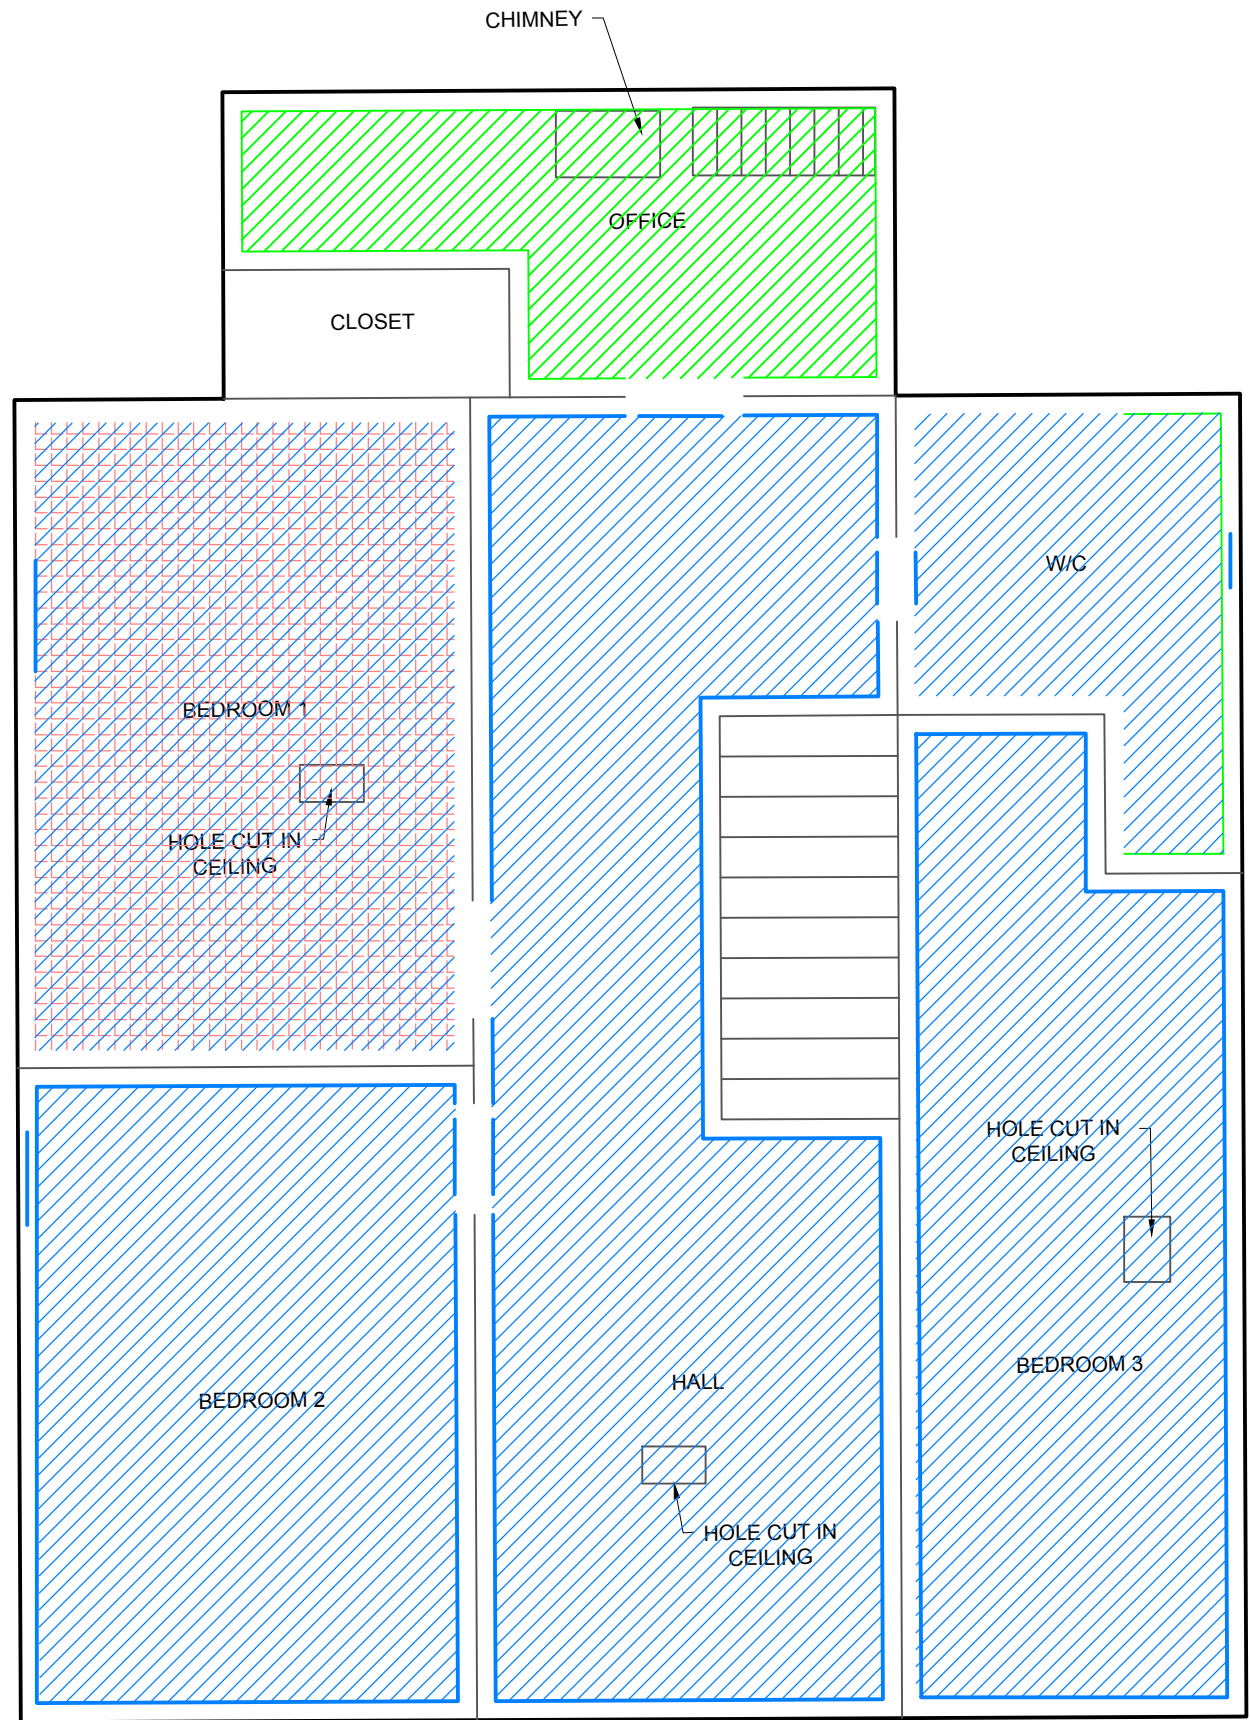 CHIMNEY
OFFICE
CLOSET
W/C
BEDROOM 1
HOLE CUT IN
CEILING
HOLE CUT IN
CEILING
BEDROOM 3
HALL
BEDROOM 2
HOLE CUT IN
CEILING